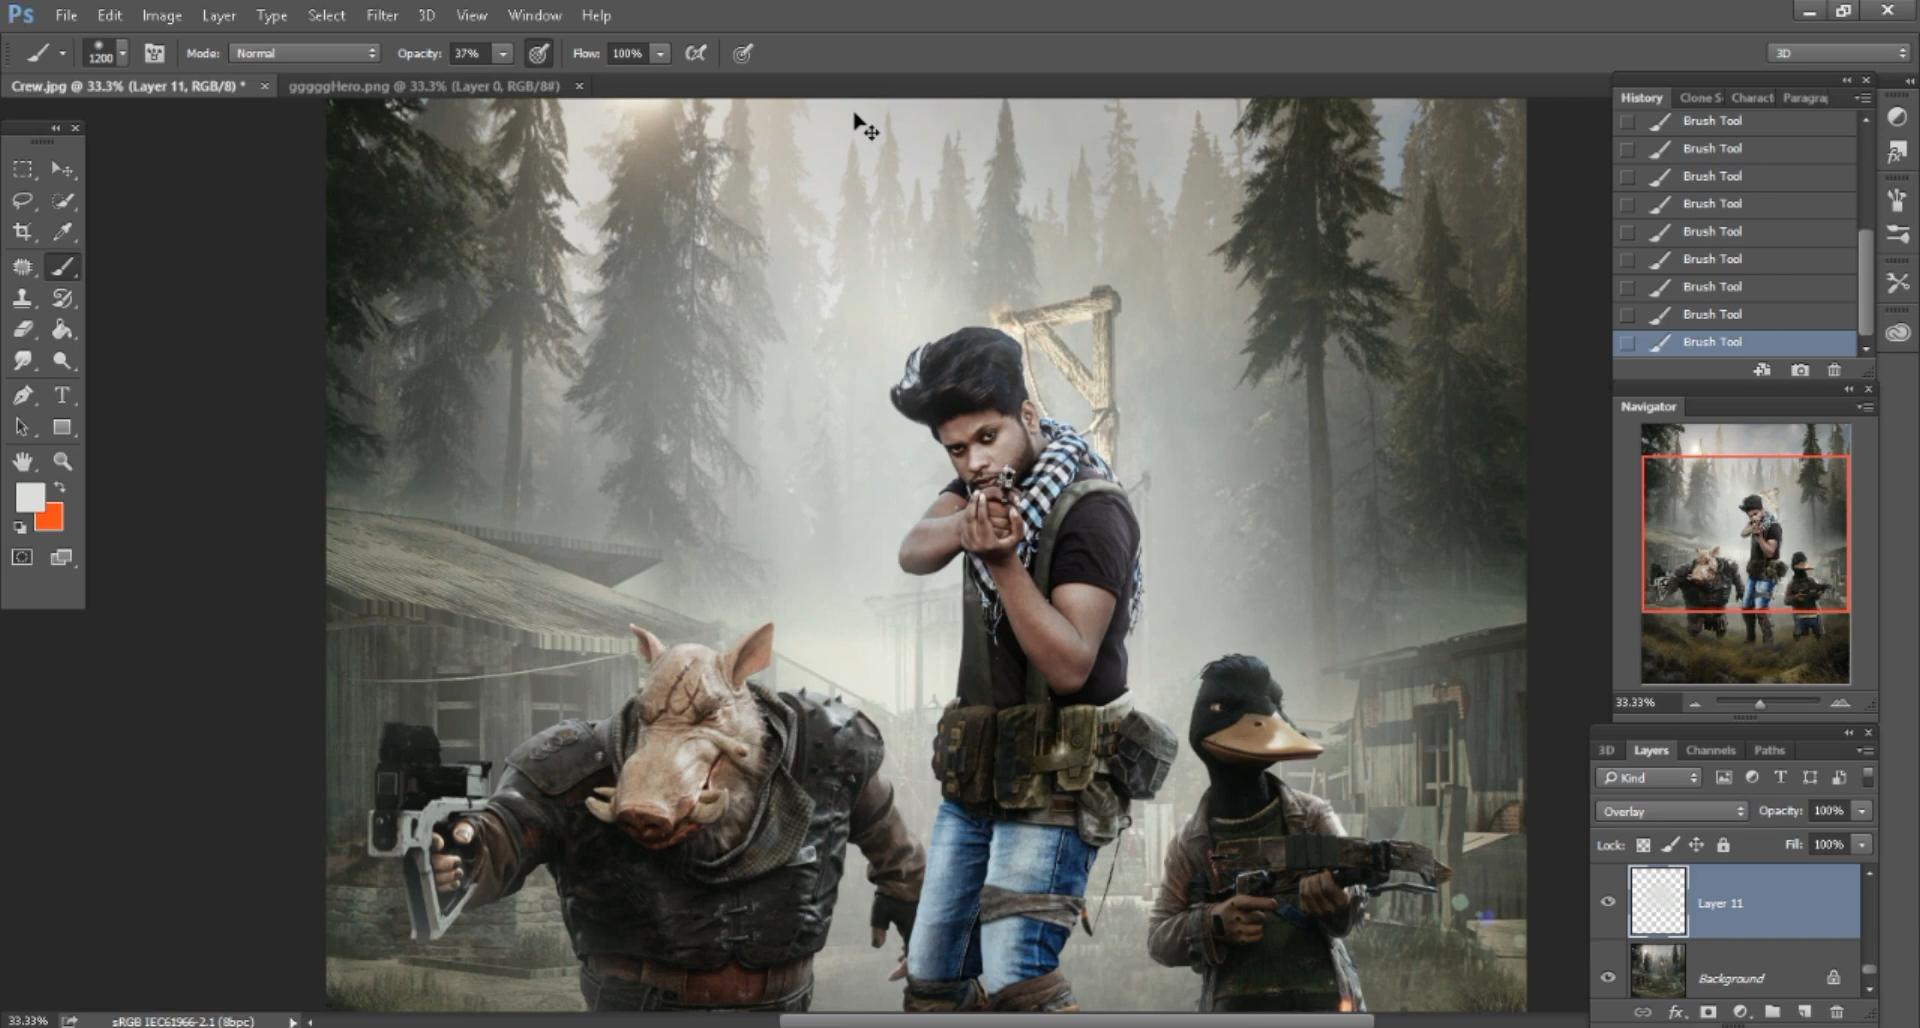 Ps File Edit Image Layer Type Select Filter 3D View Window Help
1200 Mode: Normal Opacity: 37% Flow: 100% 3D
Crew.jpg @ 33.3% (Layer 11, RGB/8) * × gggggHero.png @ 33.3% (Layer 0, RGB/8#) ×
History Clone S Charact Paragra
Brush Tool
Brush Tool
Brush Tool
Brush Tool
Brush Tool
Brush Tool
Brush Tool
Brush Tool
Brush Tool
Navigator
33.33%
3D Layers Channels Paths
Kind
Overlay Opacity: 100%
Lock: Fill: 100%
Layer 11
Background
33.33% sRGB IEC61966-2.1 (8bpc)